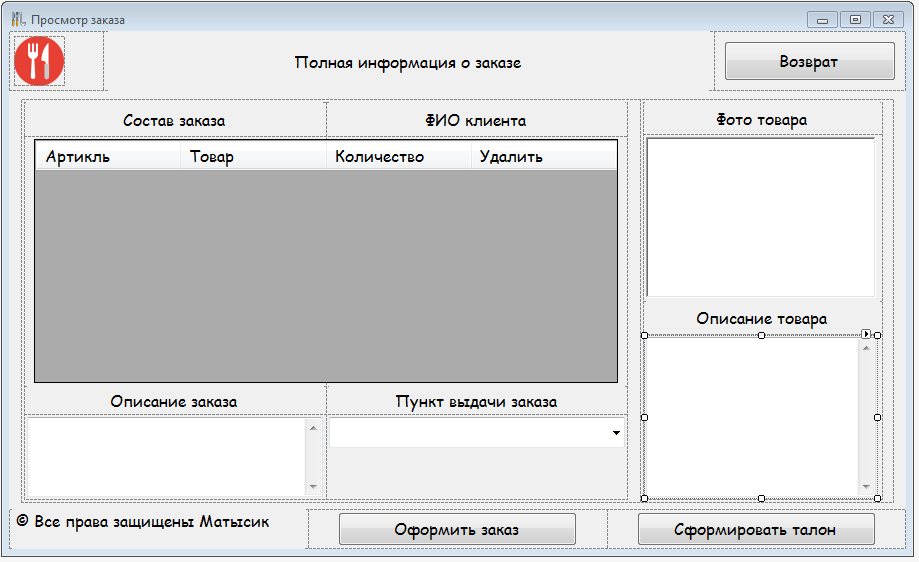 Просмотр заказа
Полная информация о заказе
Возврат
Состав заказа
ФИО клиента
Фото товара
Артикль Товар Количество Удалить
Описание товара
Описание заказа
Пункт выдачи заказа
© Все права защищены Матысик
Оформить заказ
Сформировать талон